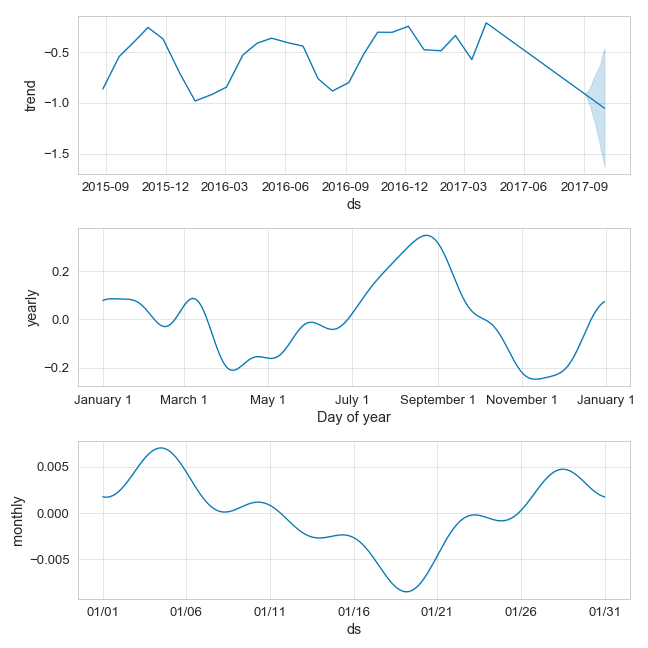 trend
−0.5
−1.0
−1.5
2015-09 2015-12 2016-03 2016-06 2016-09 2016-12 2017-03 2017-06 2017-09
ds
yearly
0.2
0.0
−0.2
January 1 March 1 May 1 July 1 September 1 November 1 January 1
Day of year
monthly
0.005
0.000
−0.005
01/01 01/06 01/11 01/16 01/21 01/26 01/31
ds